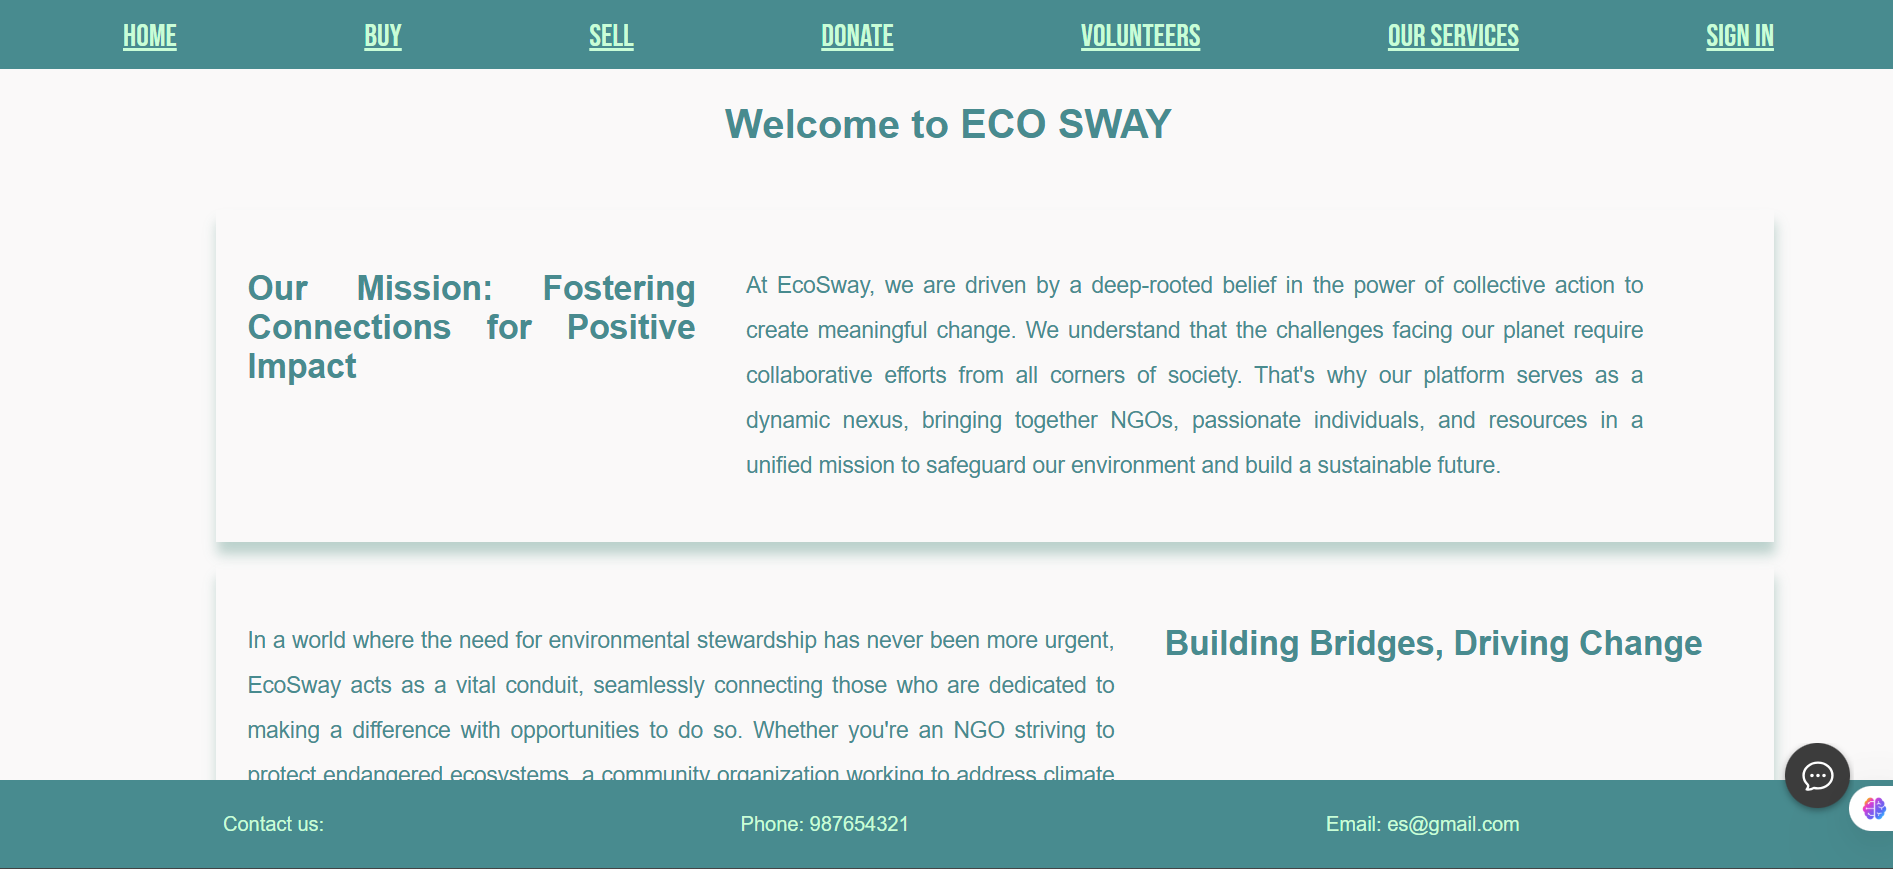 HOME BUY SELL DONATE VOLUNTEERS OUR SERVICES SIGN IN
Welcome to ECO SWAY
Our Mission: Fostering
Connections for Positive
Impact
At EcoSway, we are driven by a deep-rooted belief in the power of collective action to
create meaningful change. We understand that the challenges facing our planet require
collaborative efforts from all corners of society. That's why our platform serves as a
dynamic nexus, bringing together NGOs, passionate individuals, and resources in a
unified mission to safeguard our environment and build a sustainable future.
In a world where the need for environmental stewardship has never been more urgent,
EcoSway acts as a vital conduit, seamlessly connecting those who are dedicated to
making a difference with opportunities to do so. Whether you're an NGO striving to
protect endangered ecosystems, a community organization working to address climate
Building Bridges, Driving Change
Contact us: Phone: 987654321 Email: es@gmail.com